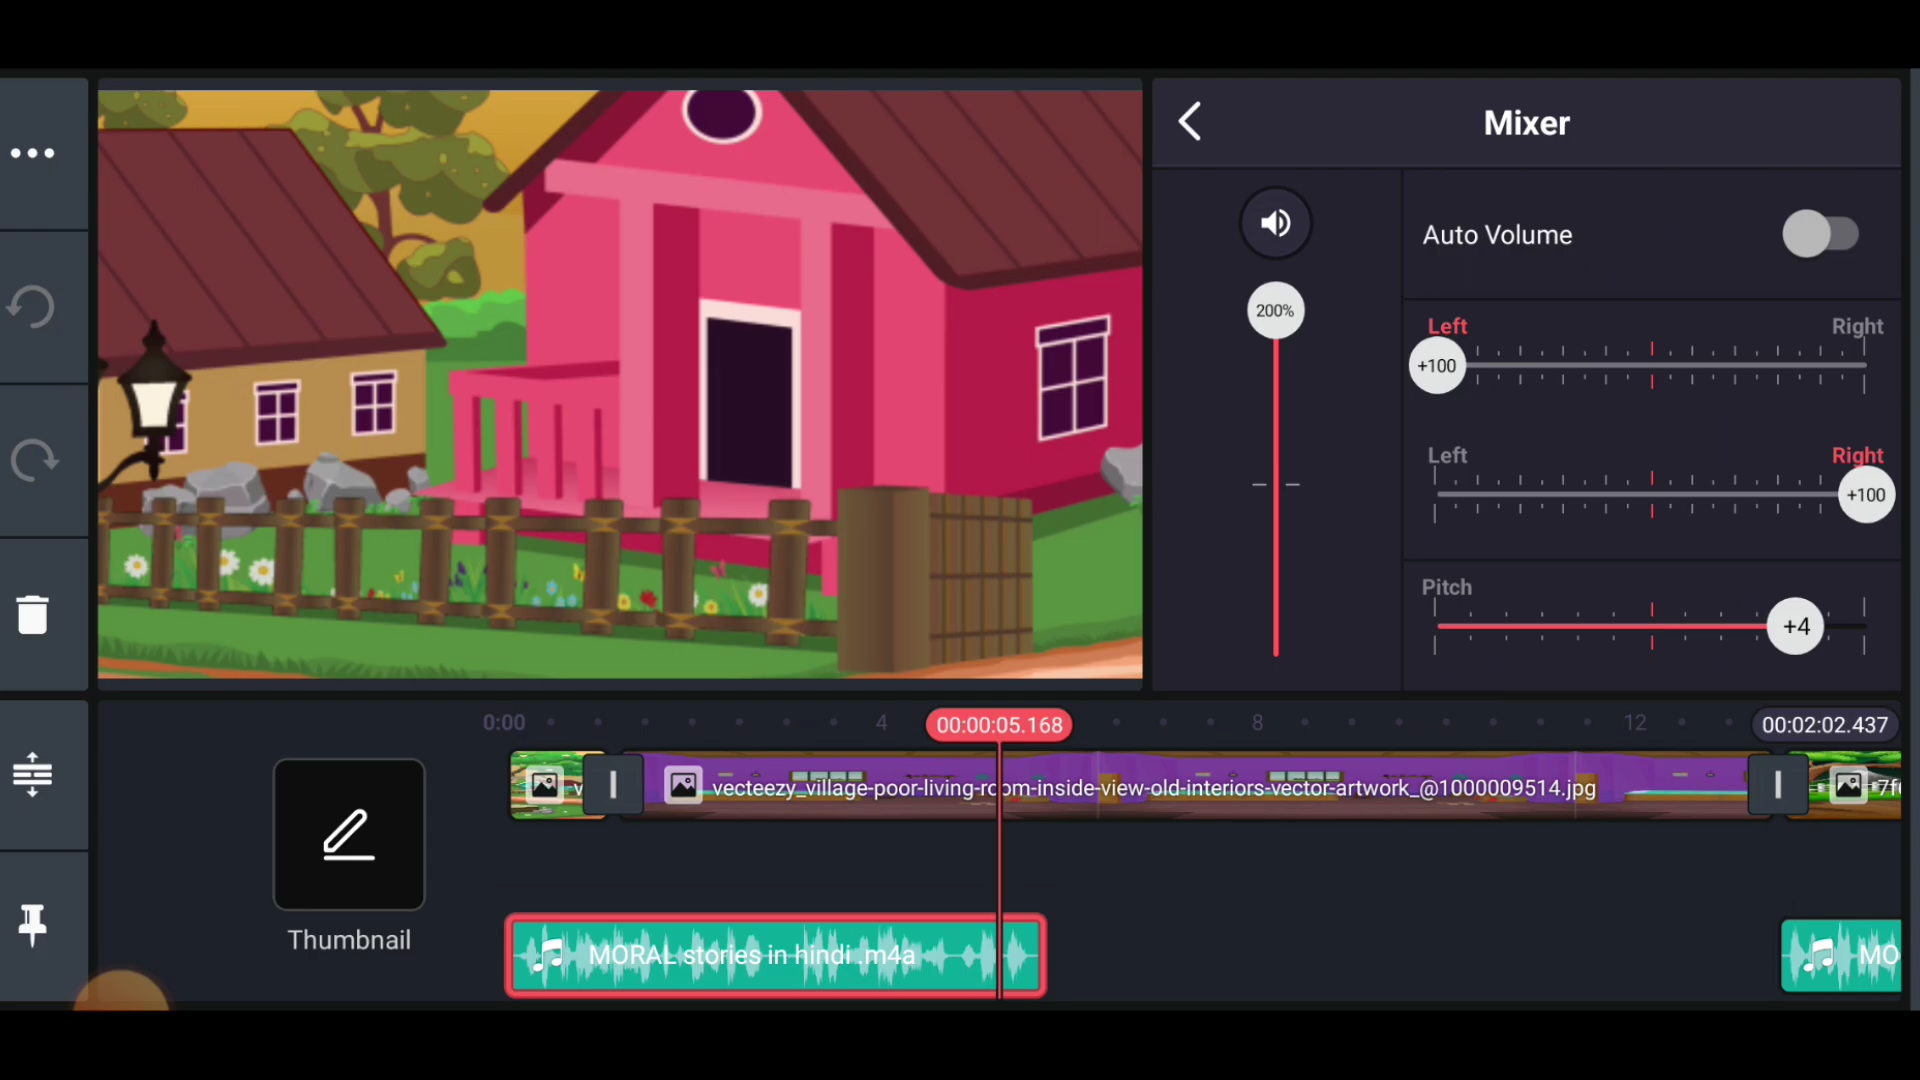 Mixer
Auto Volume
200%
Left Right
+100
Left Right
+100
Pitch
+4
0:00 4 00:00:05.168 8 12 00:02:02.437
vecteezy_village-poor-living-room-inside-view-old-interiors-vector-artwork_@1000009514.jpg
Thumbnail
MORAL stories in hindi .m4a
MO